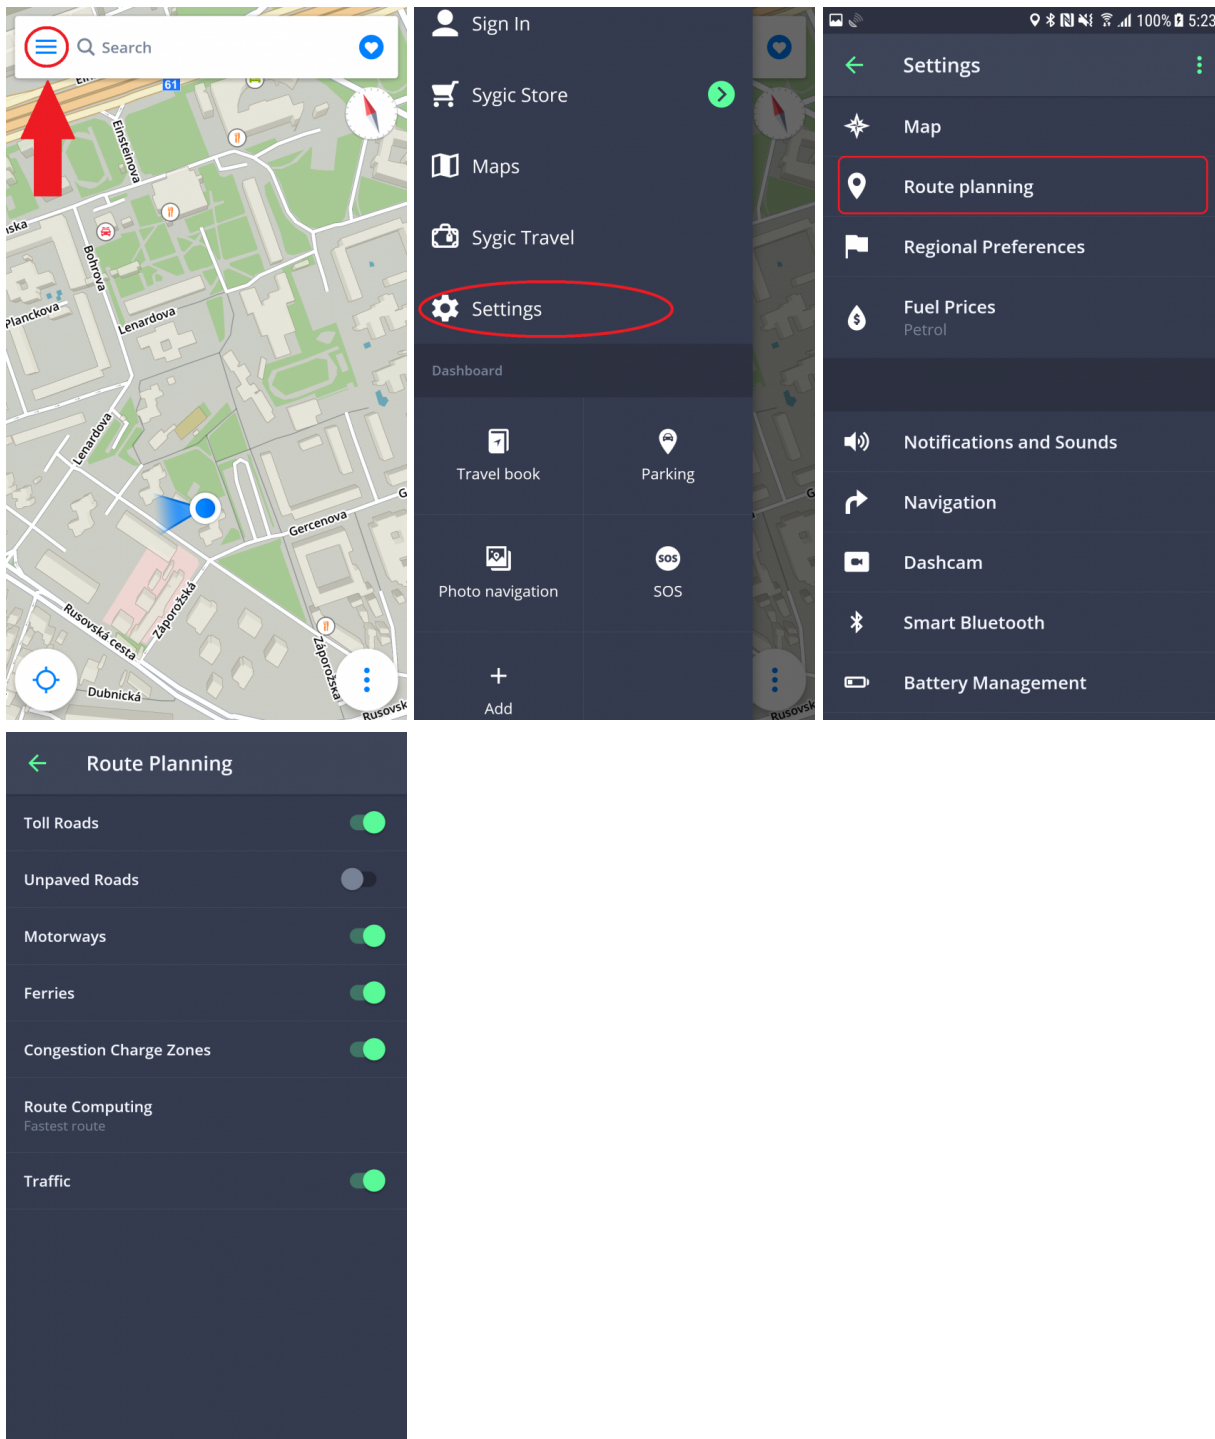 Search
61
Einsteinova
Bohrova
Planckova
Lenardova
Lenardova
Gercenova
Záporožská
Rusovská cesta
Záporožská
Dubnická
Rusovsk
Sign In
Sygic Store
Maps
Sygic Travel
Settings
Dashboard
Travel book
Parking
Photo navigation
SOS
SOS
Add
Rusovsk
100% 5:23
Settings
Map
Route planning
Regional Preferences
Fuel Prices
Petrol
Notifications and Sounds
Navigation
Dashcam
Smart Bluetooth
Battery Management
Route Planning
Toll Roads
Unpaved Roads
Motorways
Ferries
Congestion Charge Zones
Route Computing
Fastest route
Traffic